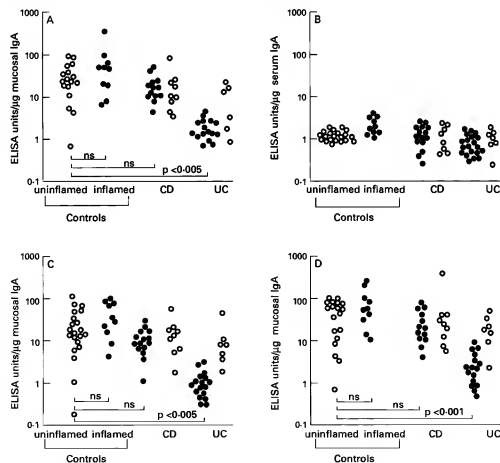 A
ELISA units/μg mucosal IgA
1000
100
10
1
0·1
ns
ns
p <0·005
uninflamed inflamed CD UC
Controls
B
ELISA units/μg serum IgA
1000
100
10
1
0·1
uninflamed inflamed CD UC
Controls
C
ELISA units/μg mucosal IgA
1000
100
10
1
0·1
ns
ns
p <0·005
uninflamed inflamed CD UC
Controls
D
ELISA units/μg mucosal IgA
1000
100
10
1
0·1
ns
ns
p <0·001
uninflamed inflamed CD UC
Controls